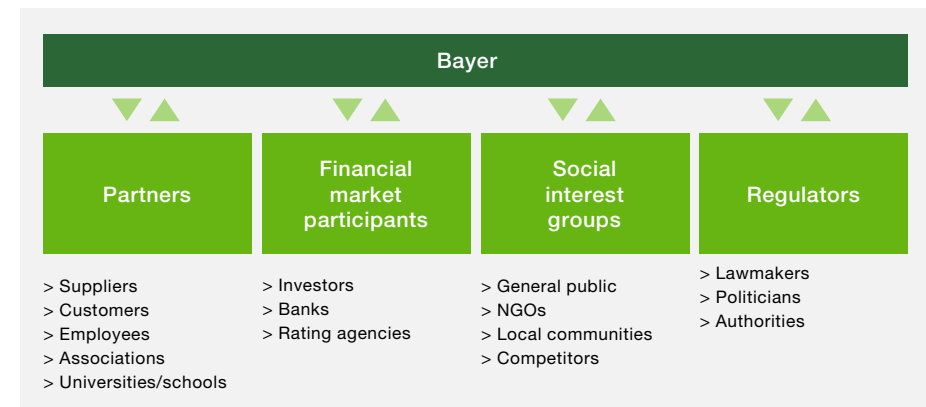 Bayer
Partners
Financial
market
participants
Social
interest
groups
Regulators
> Suppliers
> Customers
> Employees
> Associations
> Universities/schools
> Investors
> Banks
> Rating agencies
> General public
> NGOs
> Local communities
> Competitors
> Lawmakers
> Politicians
> Authorities